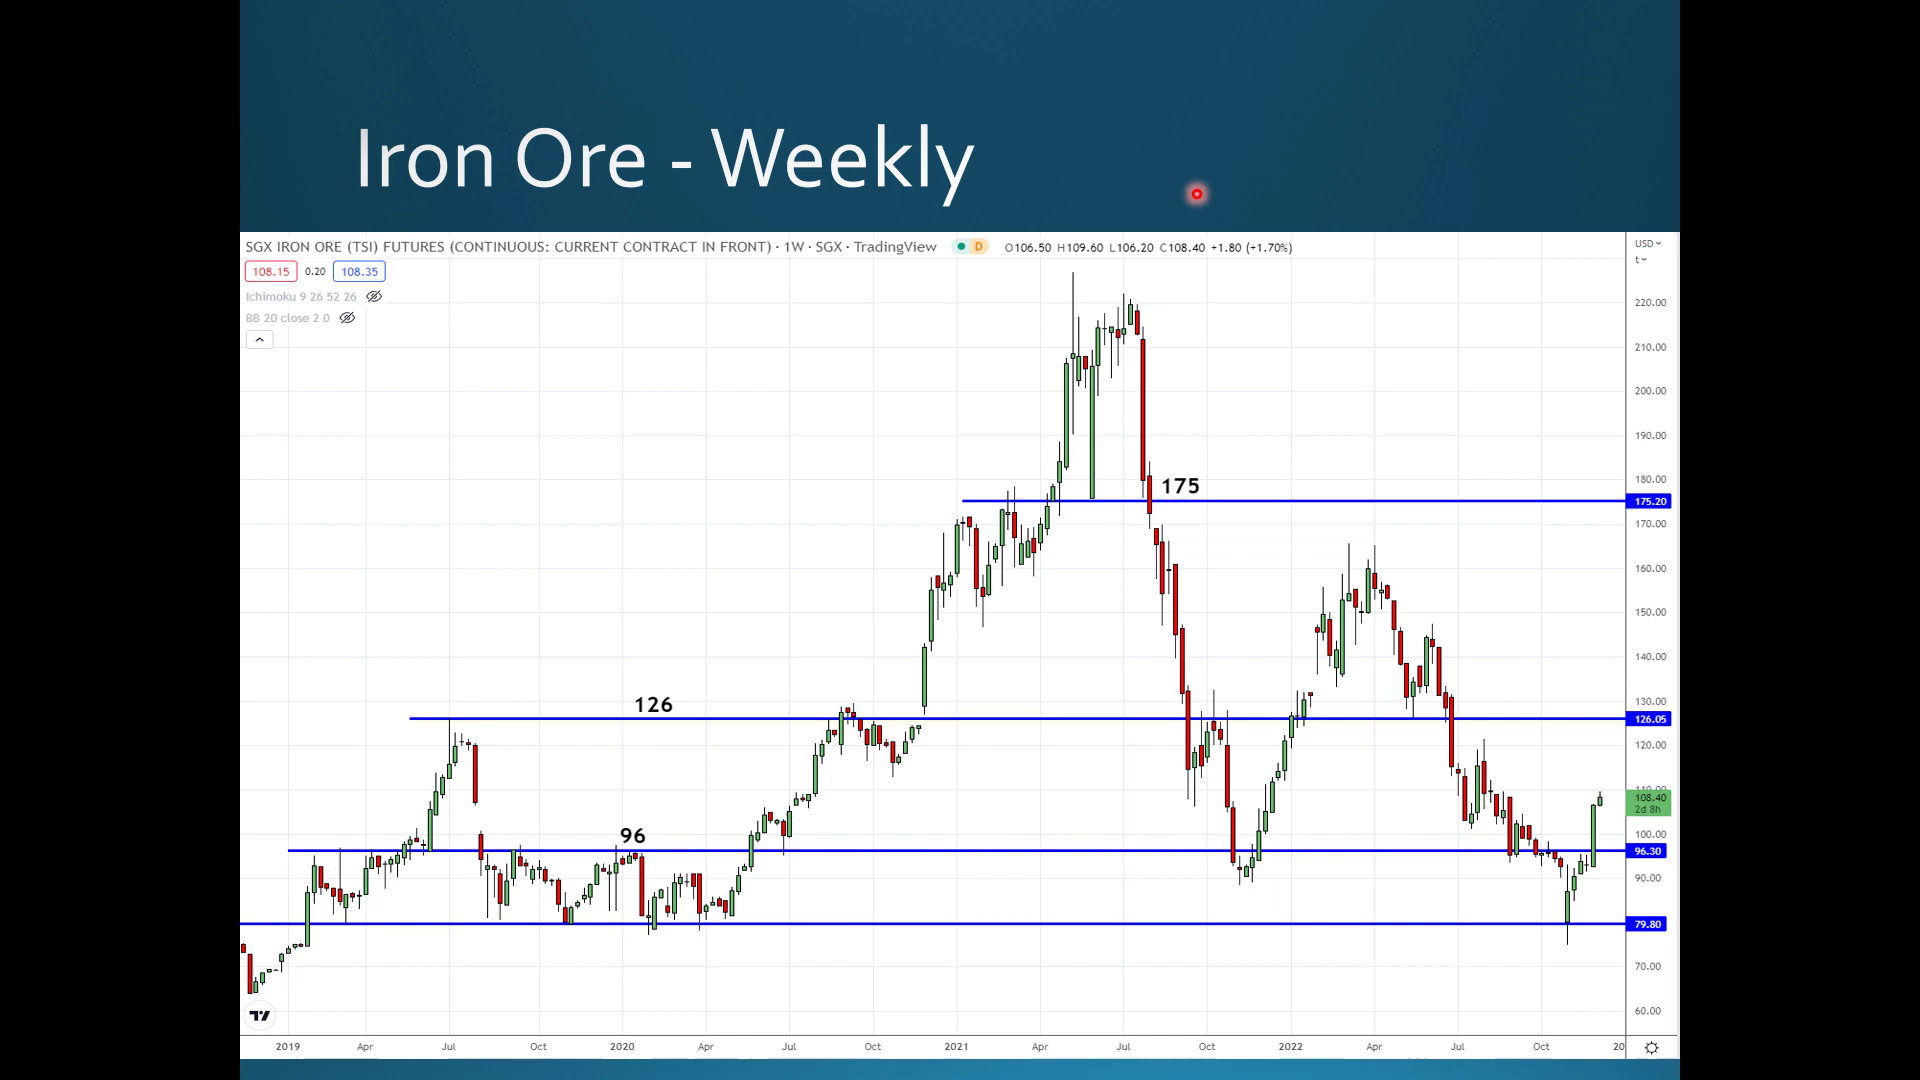 Iron Ore - Weekly
SGX IRON ORE (TSI) FUTURES (CONTINUOUS: CURRENT CONTRACT IN FRONT) · 1W · SGX · TradingView D O106.50 H109.60 L106.20 C108.40 +1.80 (+1.70%)
USD
t
108.15 0.20 108.35
Ichimoku 9 26 52 26
BB 20 close 2 0
220.00
210.00
200.00
190.00
180.00
175
175.20
170.00
160.00
150.00
140.00
130.00
126
126.05
120.00
108.40
2d 8h
100.00
96
96.30
90.00
79.80
70.00
60.00
2019 Apr Jul Oct 2020 Apr Jul Oct 2021 Apr Jul Oct 2022 Apr Jul Oct 20